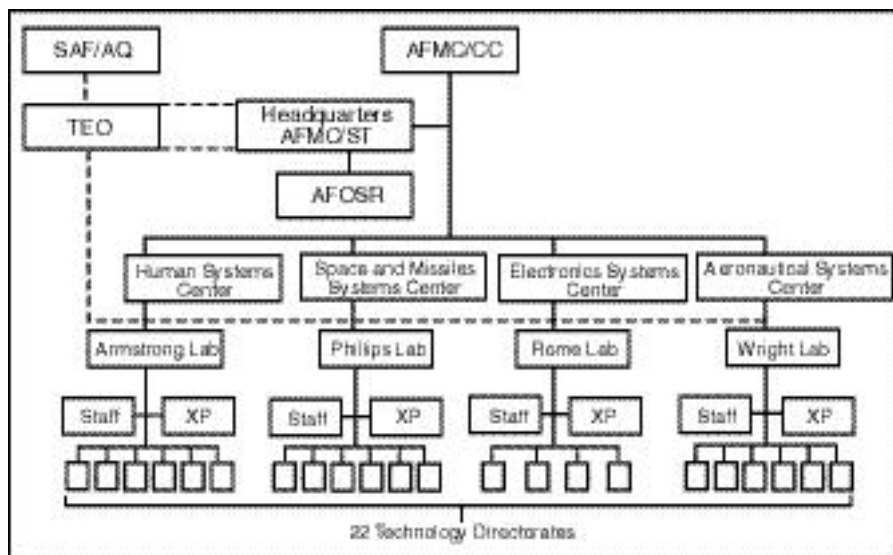 SAF/AQ
AFMC/CC
TEO
Headquarters
AFMC/ST
AFOSR
Human Systems
Center
Space and Missiles
Systems Center
Electronics Systems
Center
Aeronautical Systems
Center
Armstrong Lab
Phillips Lab
Rome Lab
Wright Lab
Staff
XP
Staff
XP
Staff
XP
Staff
XP
22 Technology Directorates